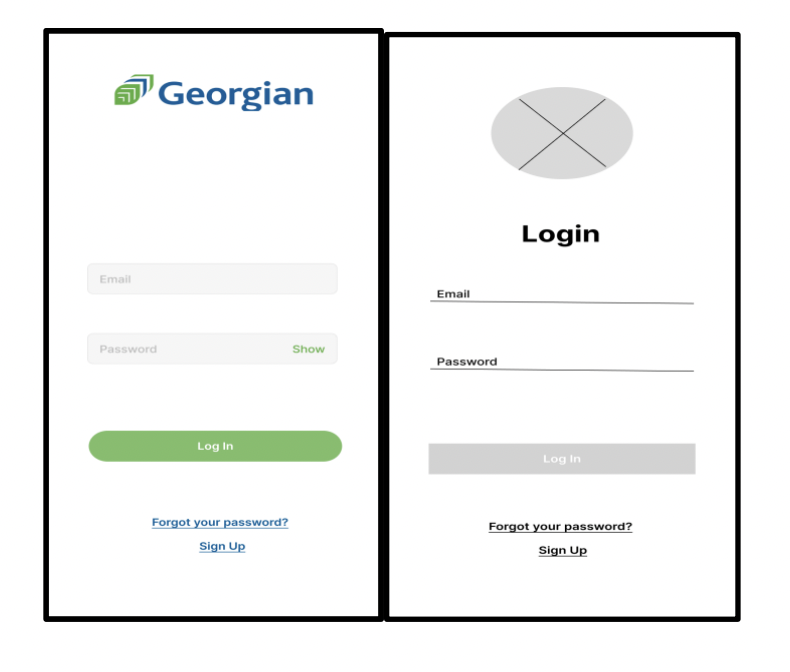 Georgian
Email
Password Show
Log In
Forgot your password?
Sign Up
Login
Email
Password
Log In
Forgot your password?
Sign Up